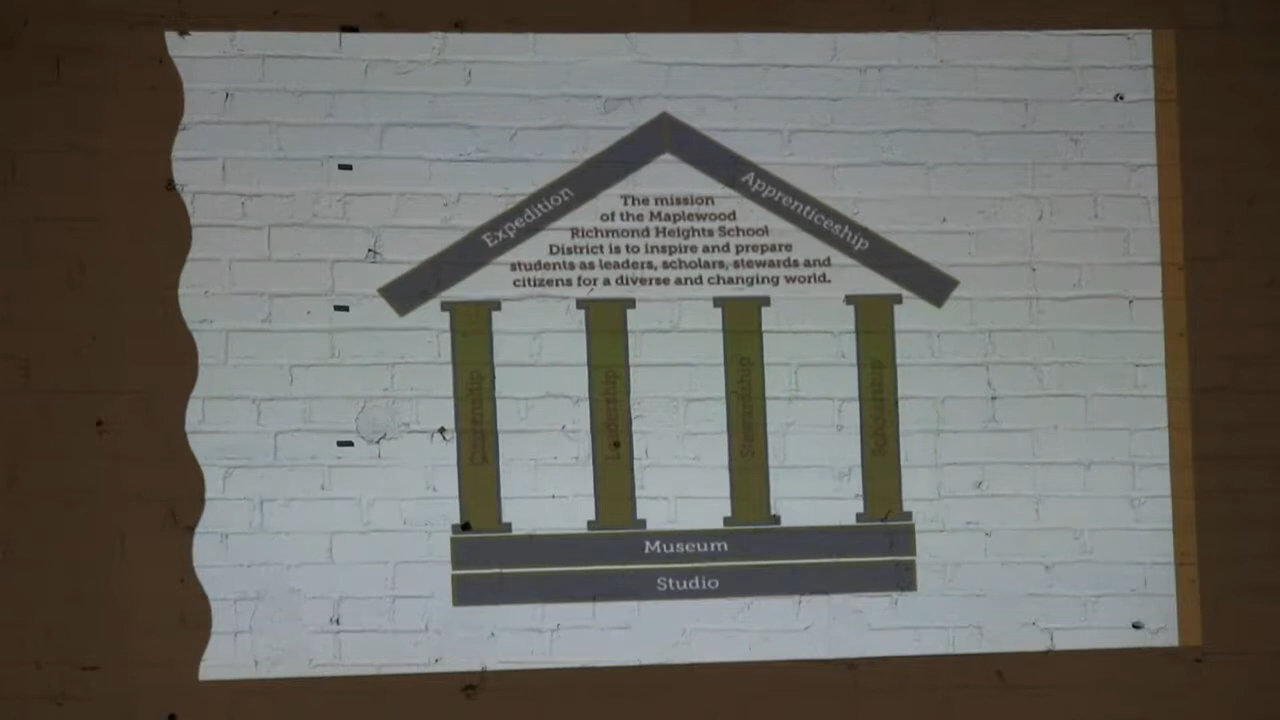 Expedition
Apprenticeship
The mission
of the Maplewood
Richmond Heights School
District is to inspire and prepare
students as leaders, scholars, stewards and
citizens for a diverse and changing world.
Citizenship
Leadership
Stewardship
Scholarship
Museum
Studio